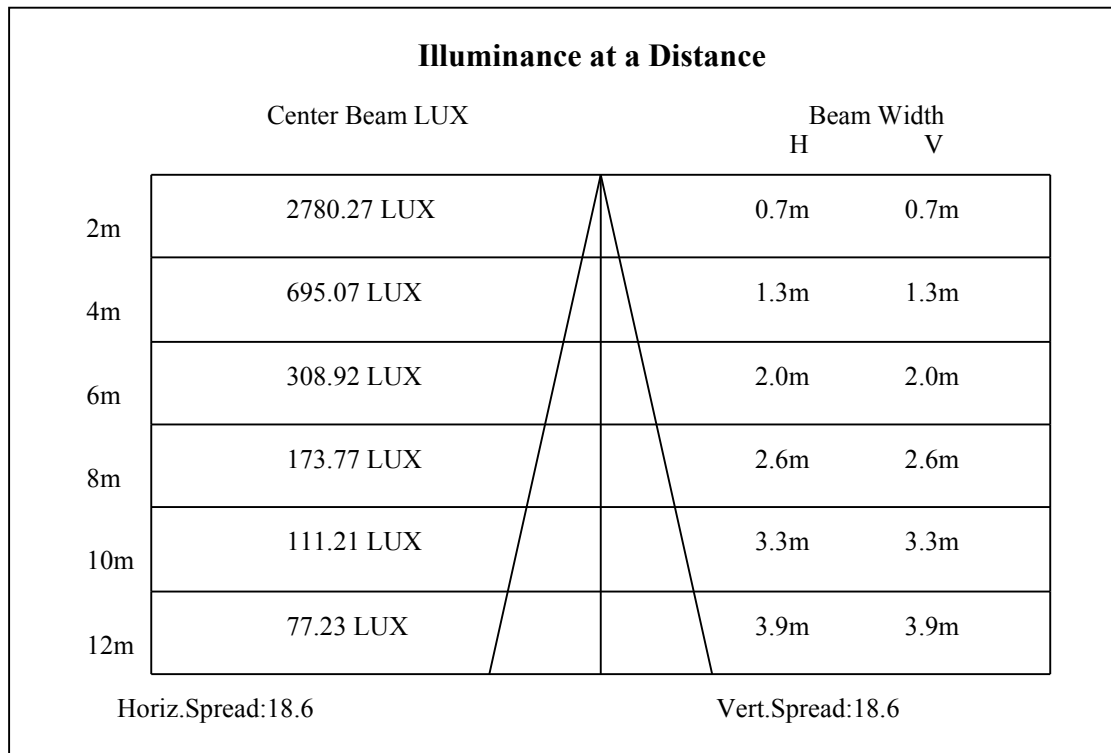 Illuminance at a Distance
Center Beam LUX Beam Width
H V
2m 2780.27 LUX 0.7m 0.7m
4m 695.07 LUX 1.3m 1.3m
6m 308.92 LUX 2.0m 2.0m
8m 173.77 LUX 2.6m 2.6m
10m 111.21 LUX 3.3m 3.3m
12m 77.23 LUX 3.9m 3.9m
Horiz.Spread:18.6 Vert.Spread:18.6